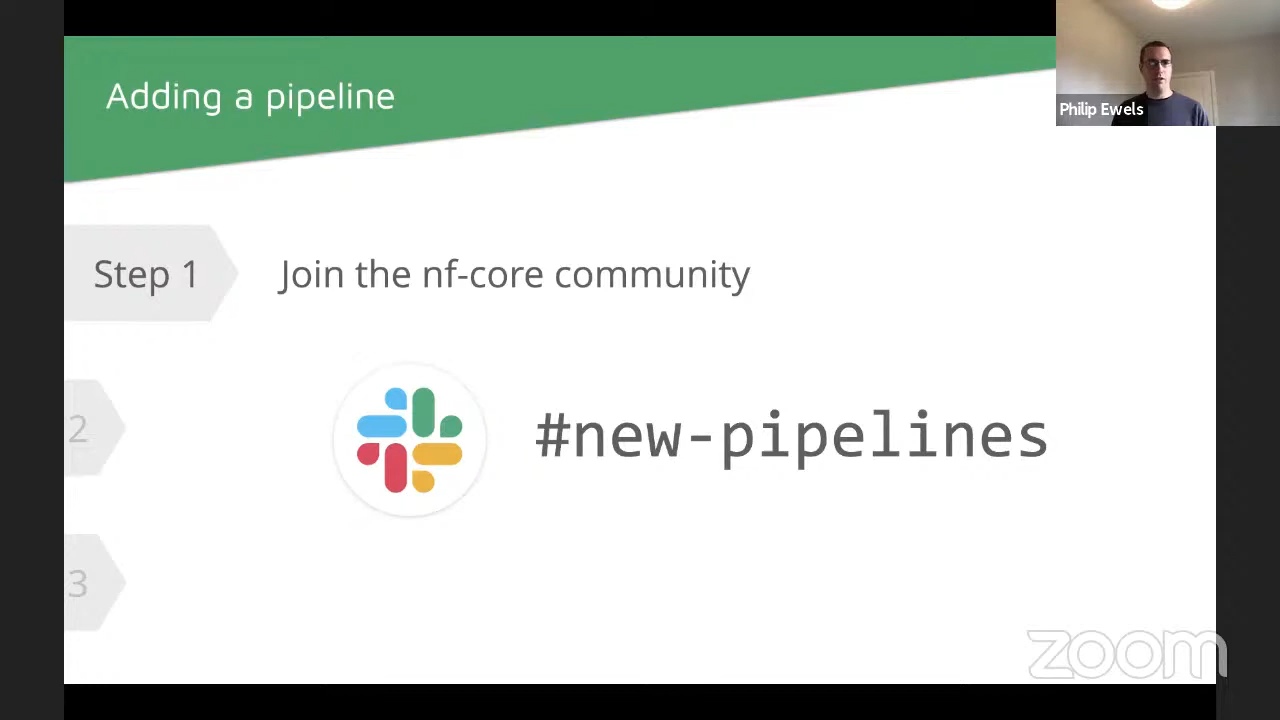 Adding a pipeline
Philip Ewels
Step 1
Join the nf-core community
2
#new-pipelines
3
zoom